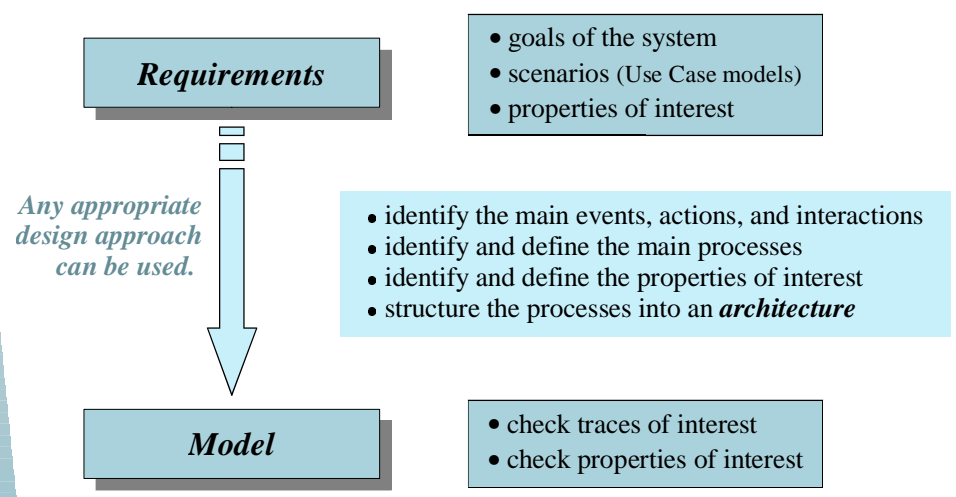 Requirements
• goals of the system
• scenarios (Use Case models)
• properties of interest
Any appropriate
design approach
can be used.
• identify the main events, actions, and interactions
• identify and define the main processes
• identify and define the properties of interest
• structure the processes into an architecture
Model
• check traces of interest
• check properties of interest